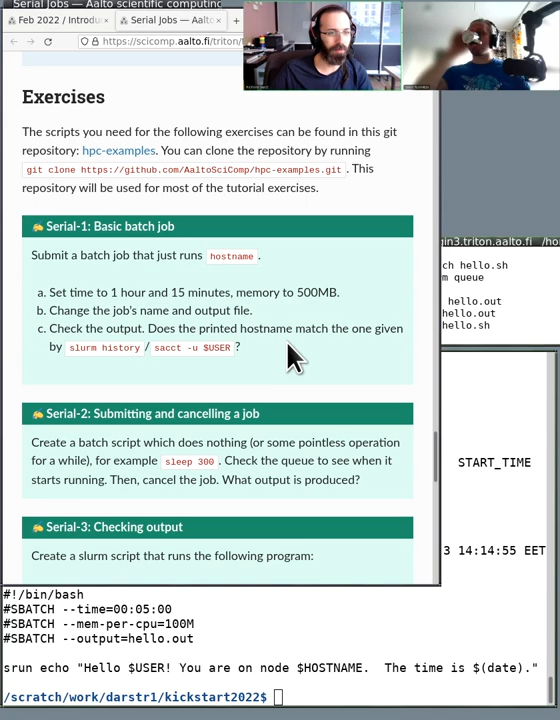 Serial Jobs — Aalto scientific computing
Feb 2022 / Introdu
Serial Jobs — Aalto
https://scicomp.aalto.fi/triton/
Exercises
The scripts you need for the following exercises can be found in this git
repository: hpc-examples. You can clone the repository by running
git clone https://github.com/AaltoSciComp/hpc-examples.git. This
repository will be used for most of the tutorial exercises.
Serial-1: Basic batch job
Submit a batch job that just runs hostname.
a. Set time to 1 hour and 15 minutes, memory to 500MB.
b. Change the job's name and output file.
c. Check the output. Does the printed hostname match the one given
by slurm history / sacct -u $USER?
Serial-2: Submitting and cancelling a job
Create a batch script which does nothing (or some pointless operation
for a while), for example sleep 300. Check the queue to see when it
starts running. Then, cancel the job. What output is produced?
Serial-3: Checking output
Create a slurm script that runs the following program:
gin3.triton.aalto.fi /ho
ch hello.sh
m queue
hello.out
hello.out
hello.sh
START_TIME
3 14:14:55 EET
#!/bin/bash
#SBATCH --time=00:05:00
#SBATCH --mem-per-cpu=100M
#SBATCH --output=hello.out
srun echo "Hello $USER! You are on node $HOSTNAME.  The time is $(date)."
/scratch/work/darstr1/kickstart2022$